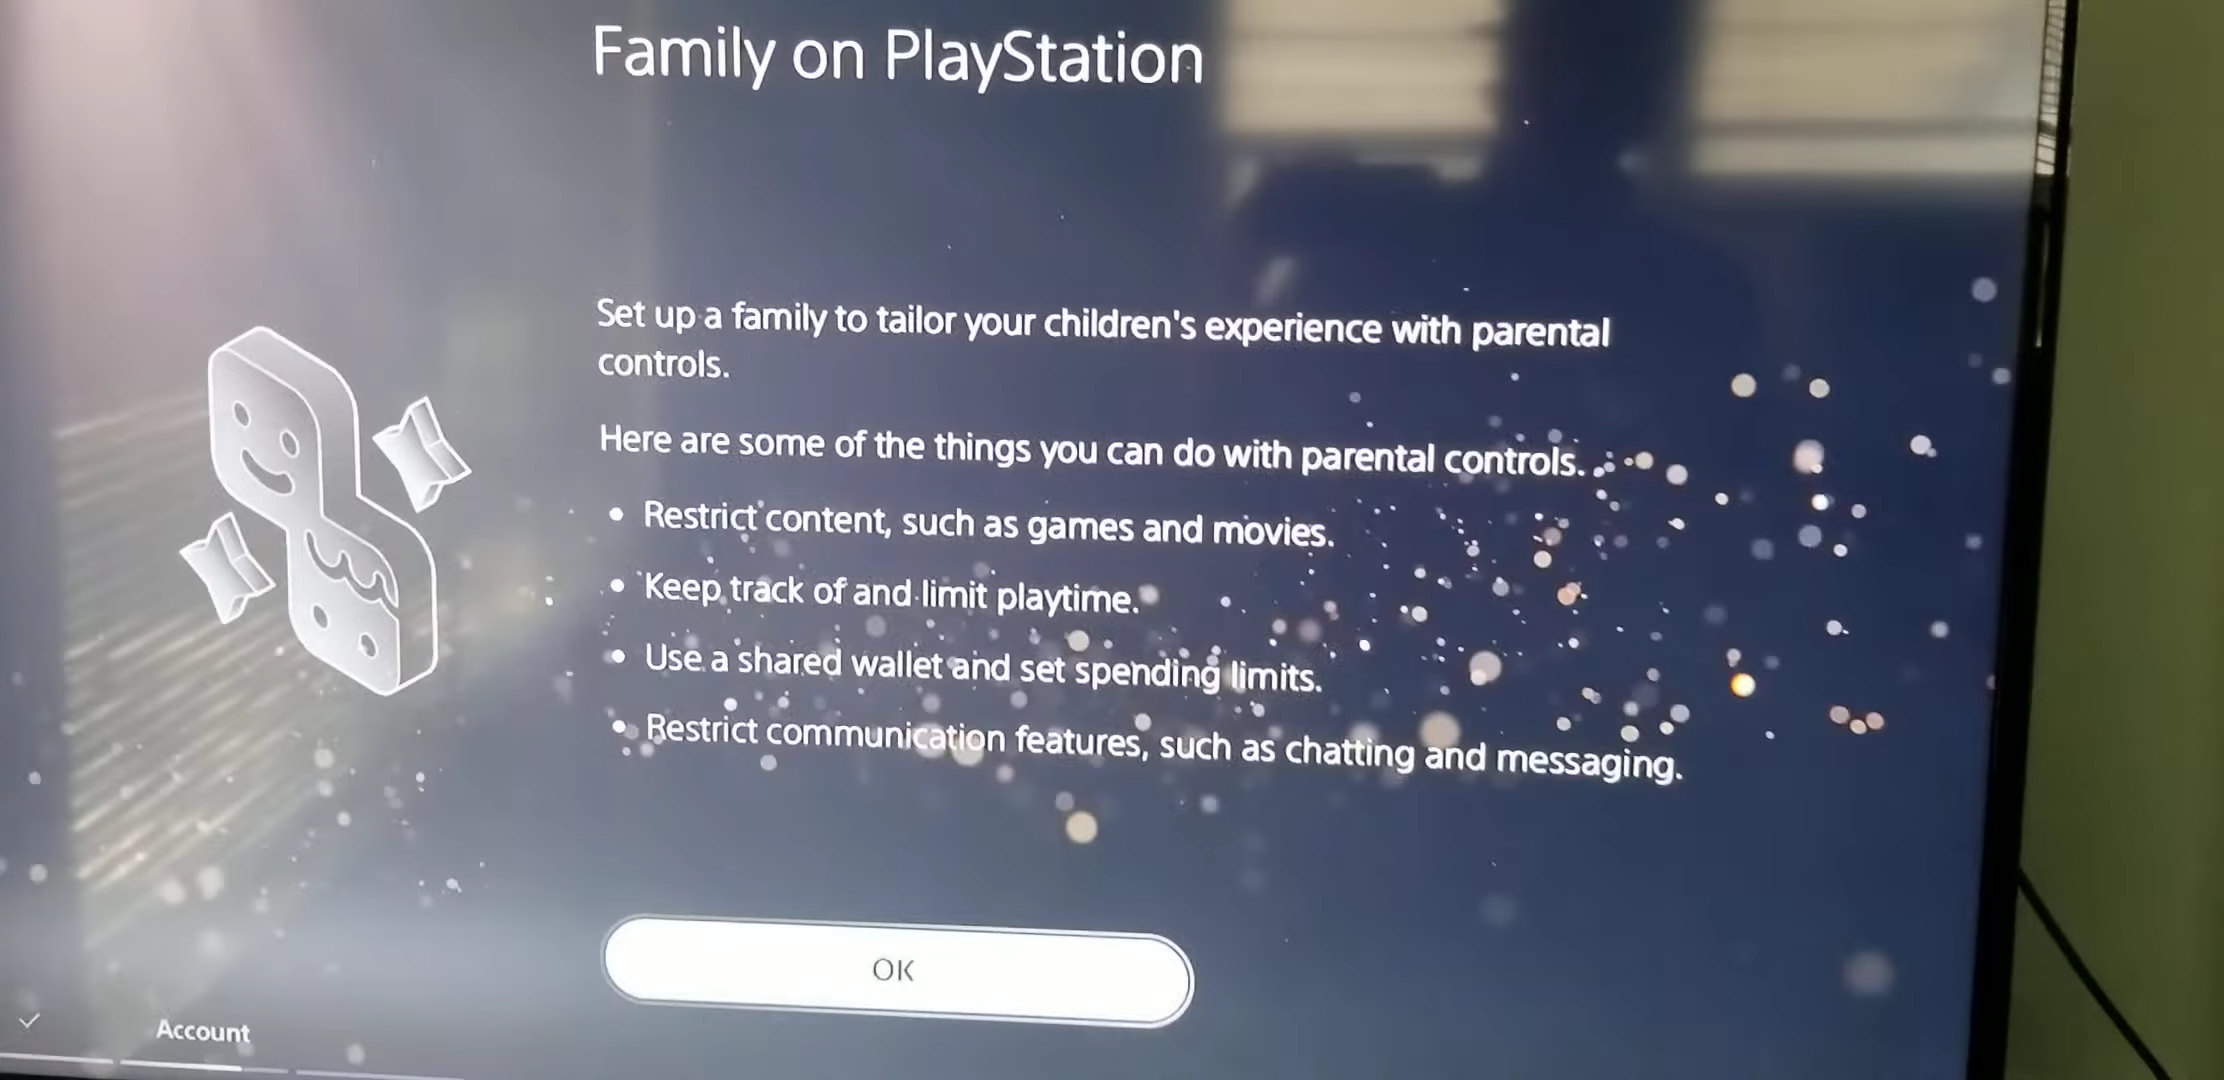 Family on PlayStation
Set up a family to tailor your children's experience with parental
controls.
Here are some of the things you can do with parental controls.
• Restrict content, such as games and movies.
• Keep track of and limit playtime.
• Use a shared wallet and set spending limits.
• Restrict communication features, such as chatting and messaging.
OK
Account